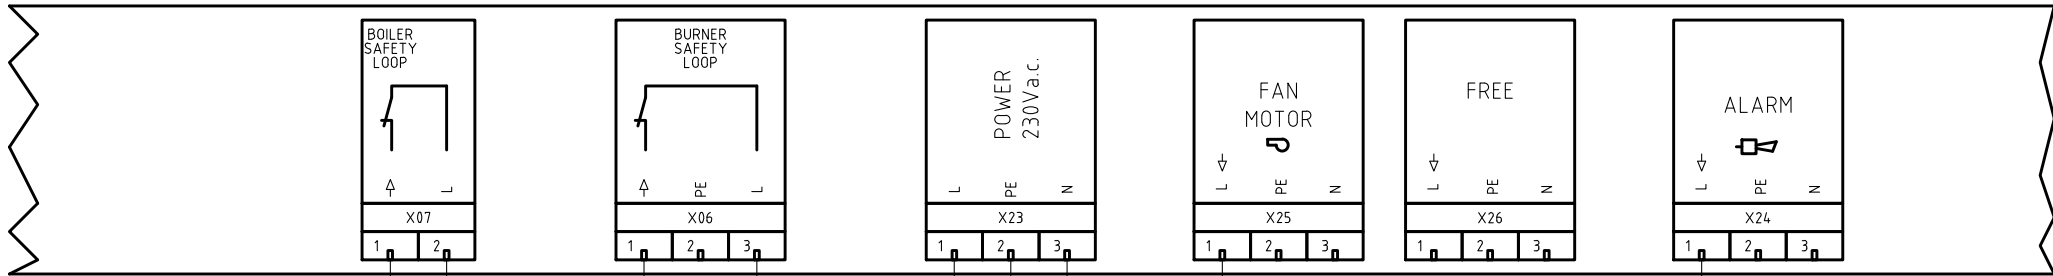 BOILER
SAFETY
LOOP
L
X07
1 2
BURNER
SAFETY
LOOP
PE L
X06
1 2 3
POWER
230Va.c.
L PE N
X23
1 2 3
FAN
MOTOR
L PE N
X25
1 2 3
FREE
L PE N
X26
1 2 3
ALARM
L PE N
X24
1 2 3